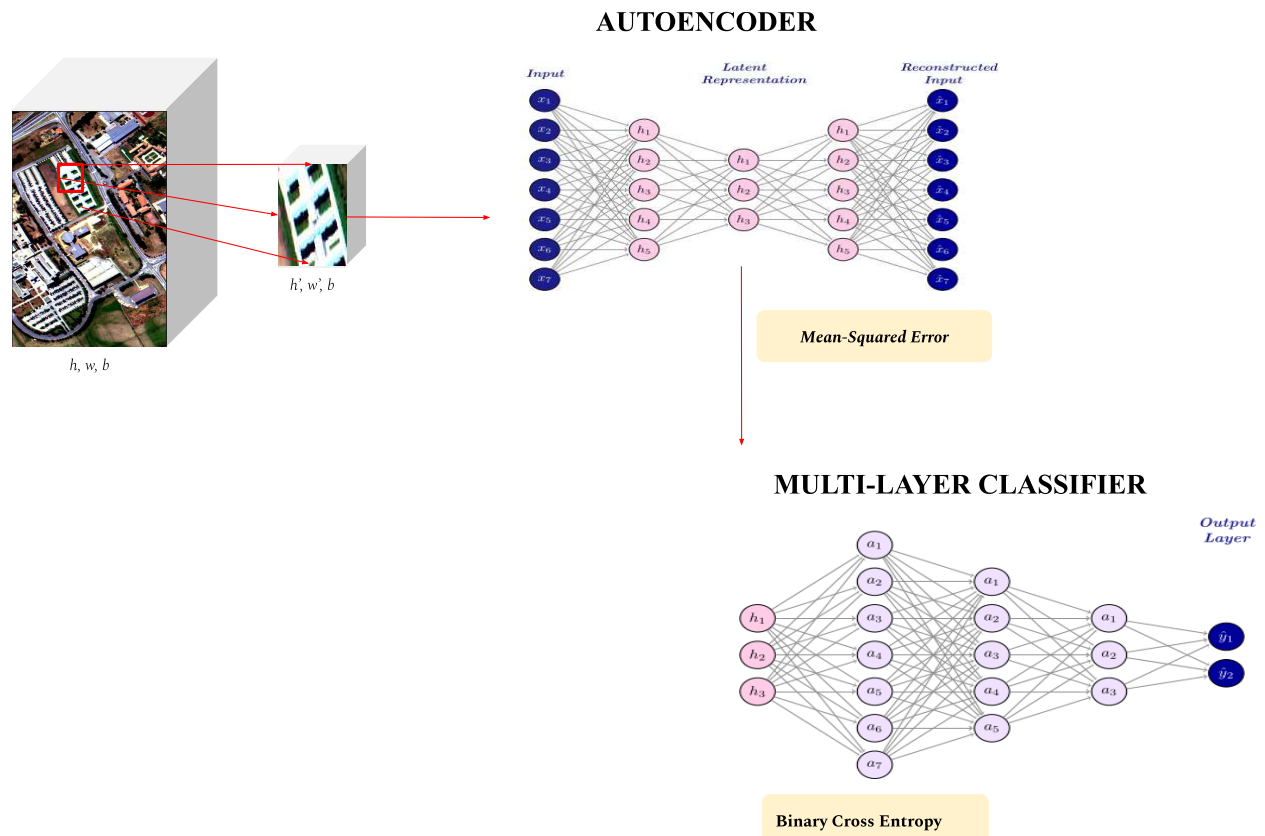 AUTOENCODER
Input
Latent
Representation
Reconstructed
Input
x₁
x₂
x₃
x₄
x₅
x₆
x₇
h₁
h₂
h₃
h₄
h₅
h₁
h₂
h₃
h₁
h₂
h₃
h₄
h₅
x̂₁
x̂₂
x̂₃
x̂₄
x̂₅
x̂₆
x̂₇
h', w', b
h, w, b
Mean-Squared Error
MULTI-LAYER CLASSIFIER
Output
Layer
h₁
h₂
h₃
a₁
a₂
a₃
a₄
a₅
a₆
a₇
a₁
a₂
a₃
a₄
a₅
a₁
a₂
a₃
ŷ₁
ŷ₂
Binary Cross Entropy